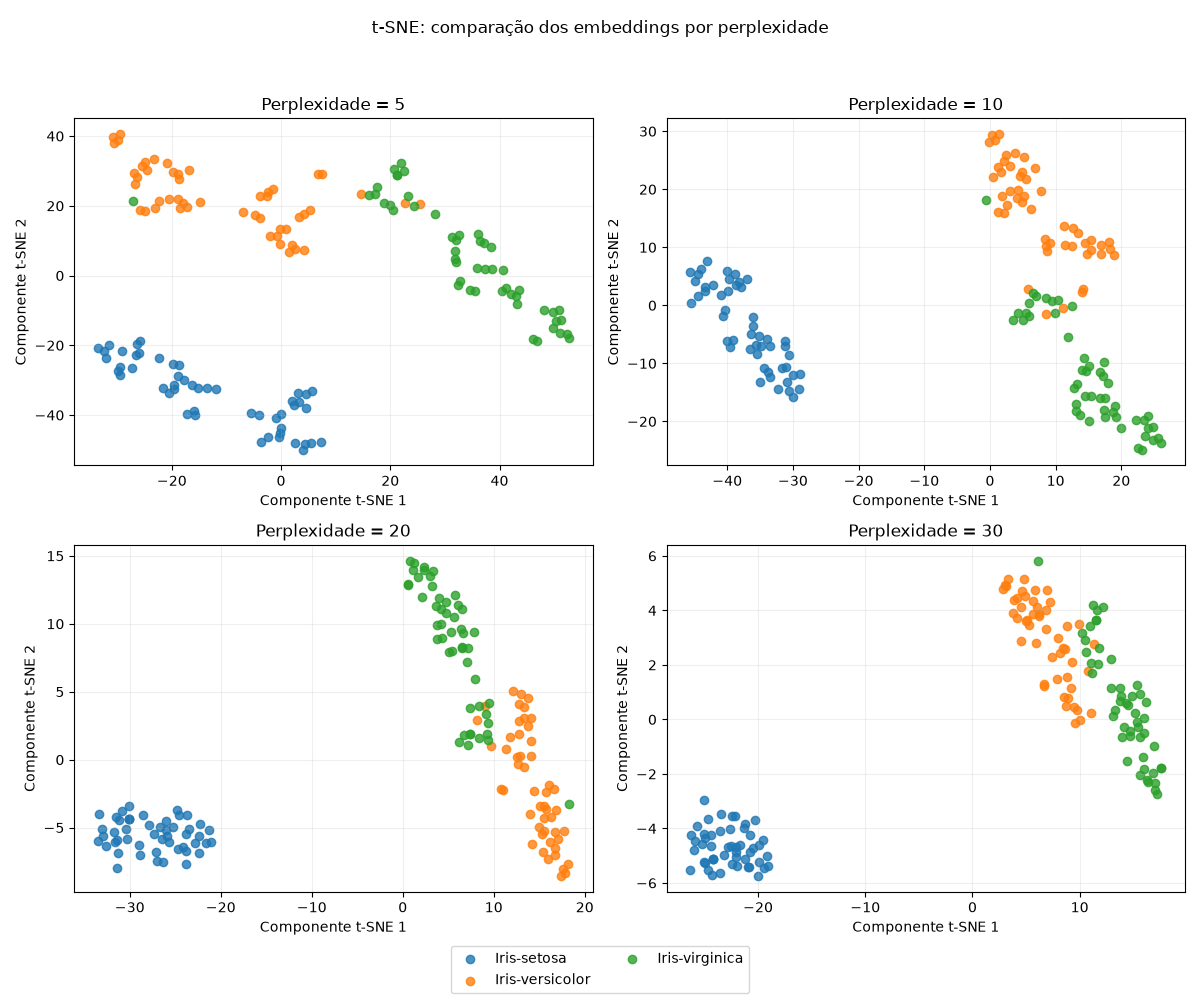 t-SNE: comparação dos embeddings por perplexidade
Perplexidade = 5
40
20
0
−20
−40
Componente t-SNE 2
−20
0
20
40
Componente t-SNE 1
Perplexidade = 10
30
20
10
0
−10
−20
Componente t-SNE 2
−40
−30
−20
−10
0
10
20
Componente t-SNE 1
Perplexidade = 20
15
10
5
0
−5
Componente t-SNE 2
−30
−20
−10
0
10
20
Componente t-SNE 1
Perplexidade = 30
6
4
2
0
−2
−4
−6
Componente t-SNE 2
−20
−10
0
10
Componente t-SNE 1
Iris-setosa
Iris-versicolor
Iris-virginica